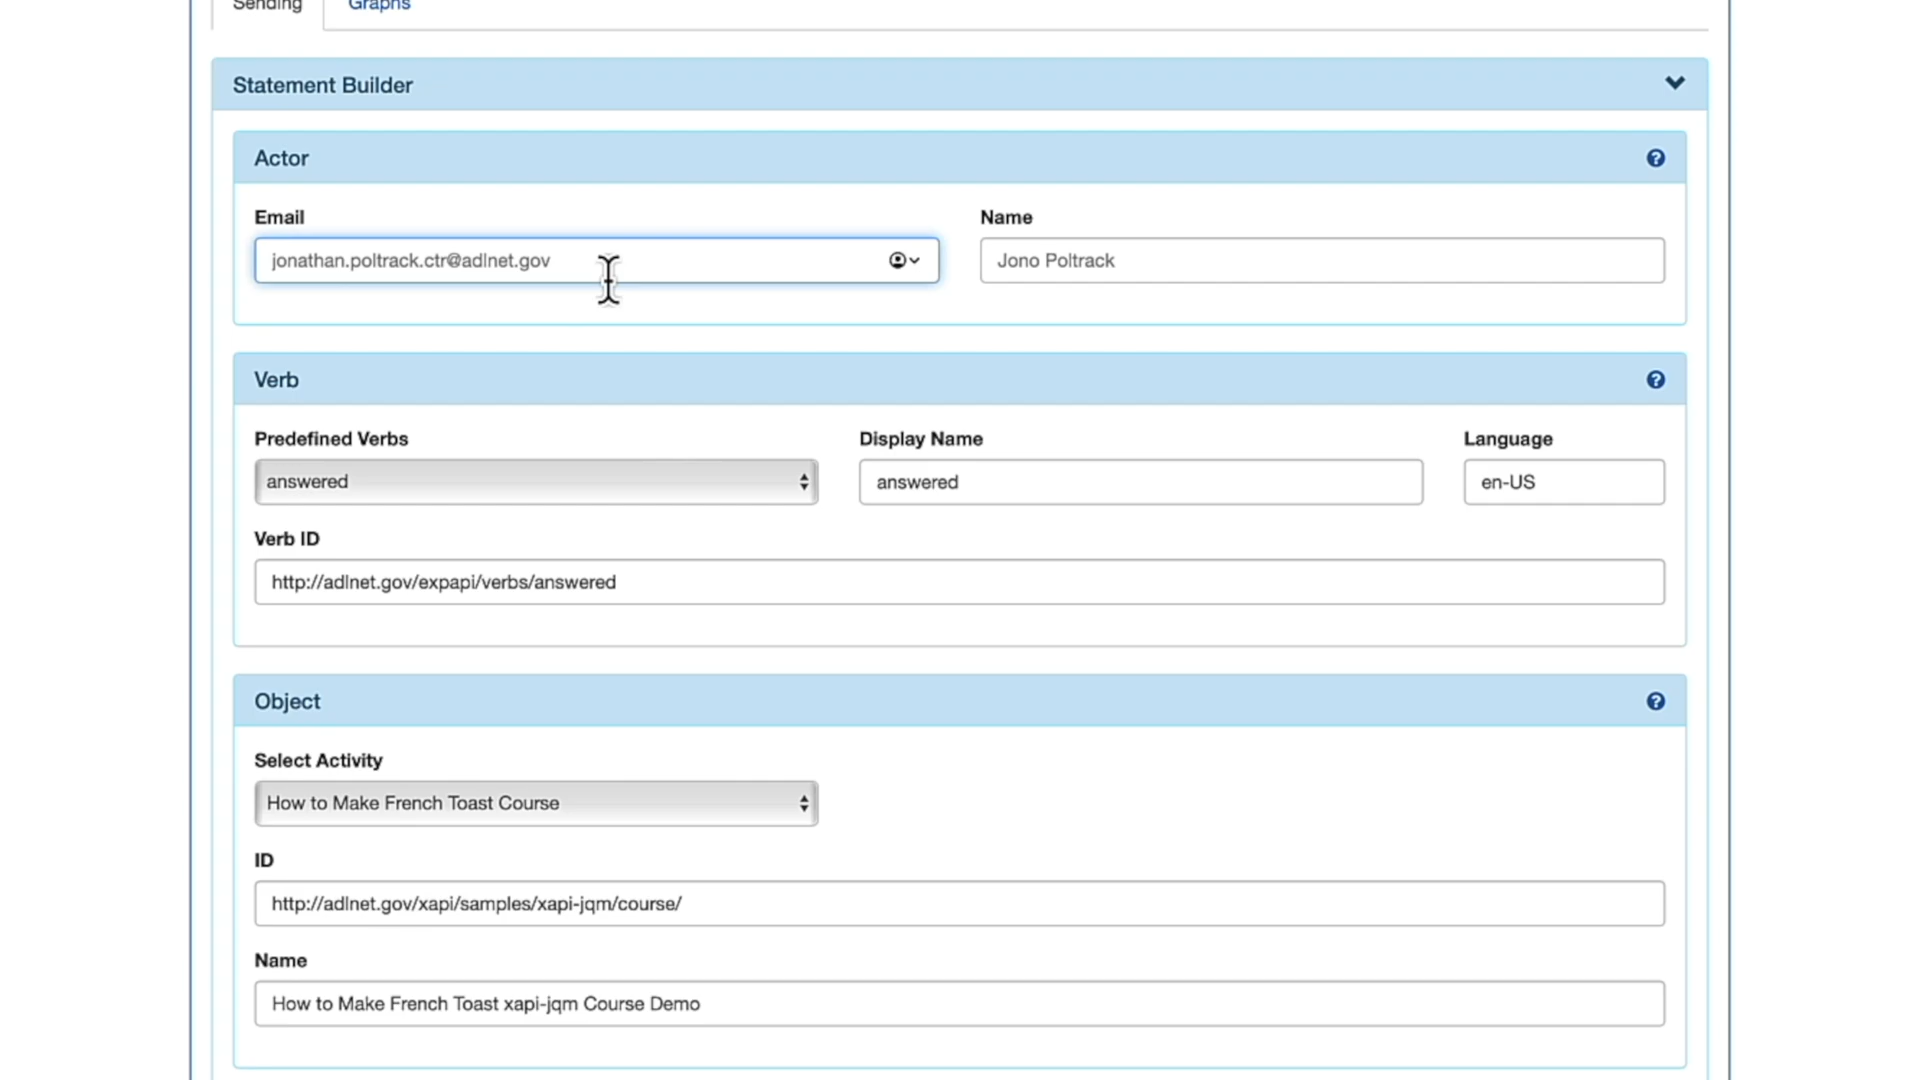 Sending Graphs
Statement Builder
Actor
Email Name
jonathan.poltrack.ctr@adlnet.gov Jono Poltrack
Verb
Predefined Verbs Display Name Language
answered answered en-US
Verb ID
http://adlnet.gov/expapi/verbs/answered
Object
Select Activity
How to Make French Toast Course
ID
http://adlnet.gov/xapi/samples/xapi-jqm/course/
Name
How to Make French Toast xapi-jqm Course Demo